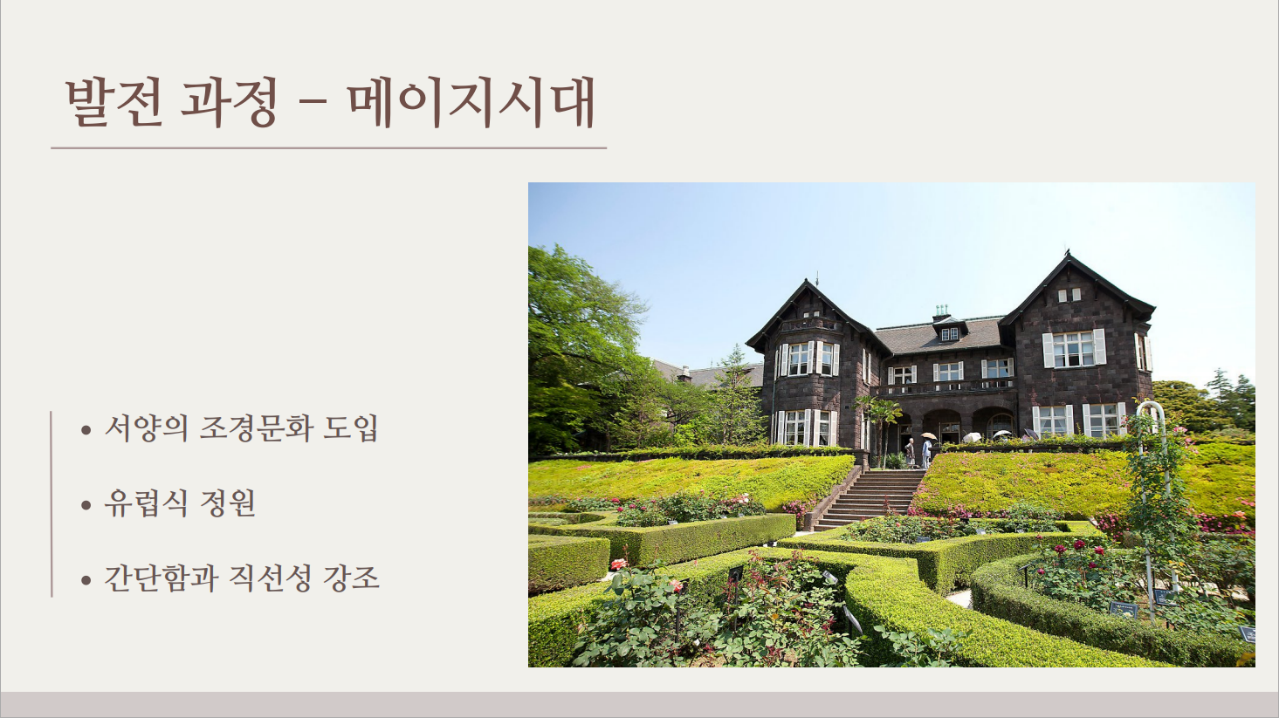 발전 과정 – 메이지시대
• 서양의 조경문화 도입
• 유럽식 정원
• 간단함과 직선성 강조